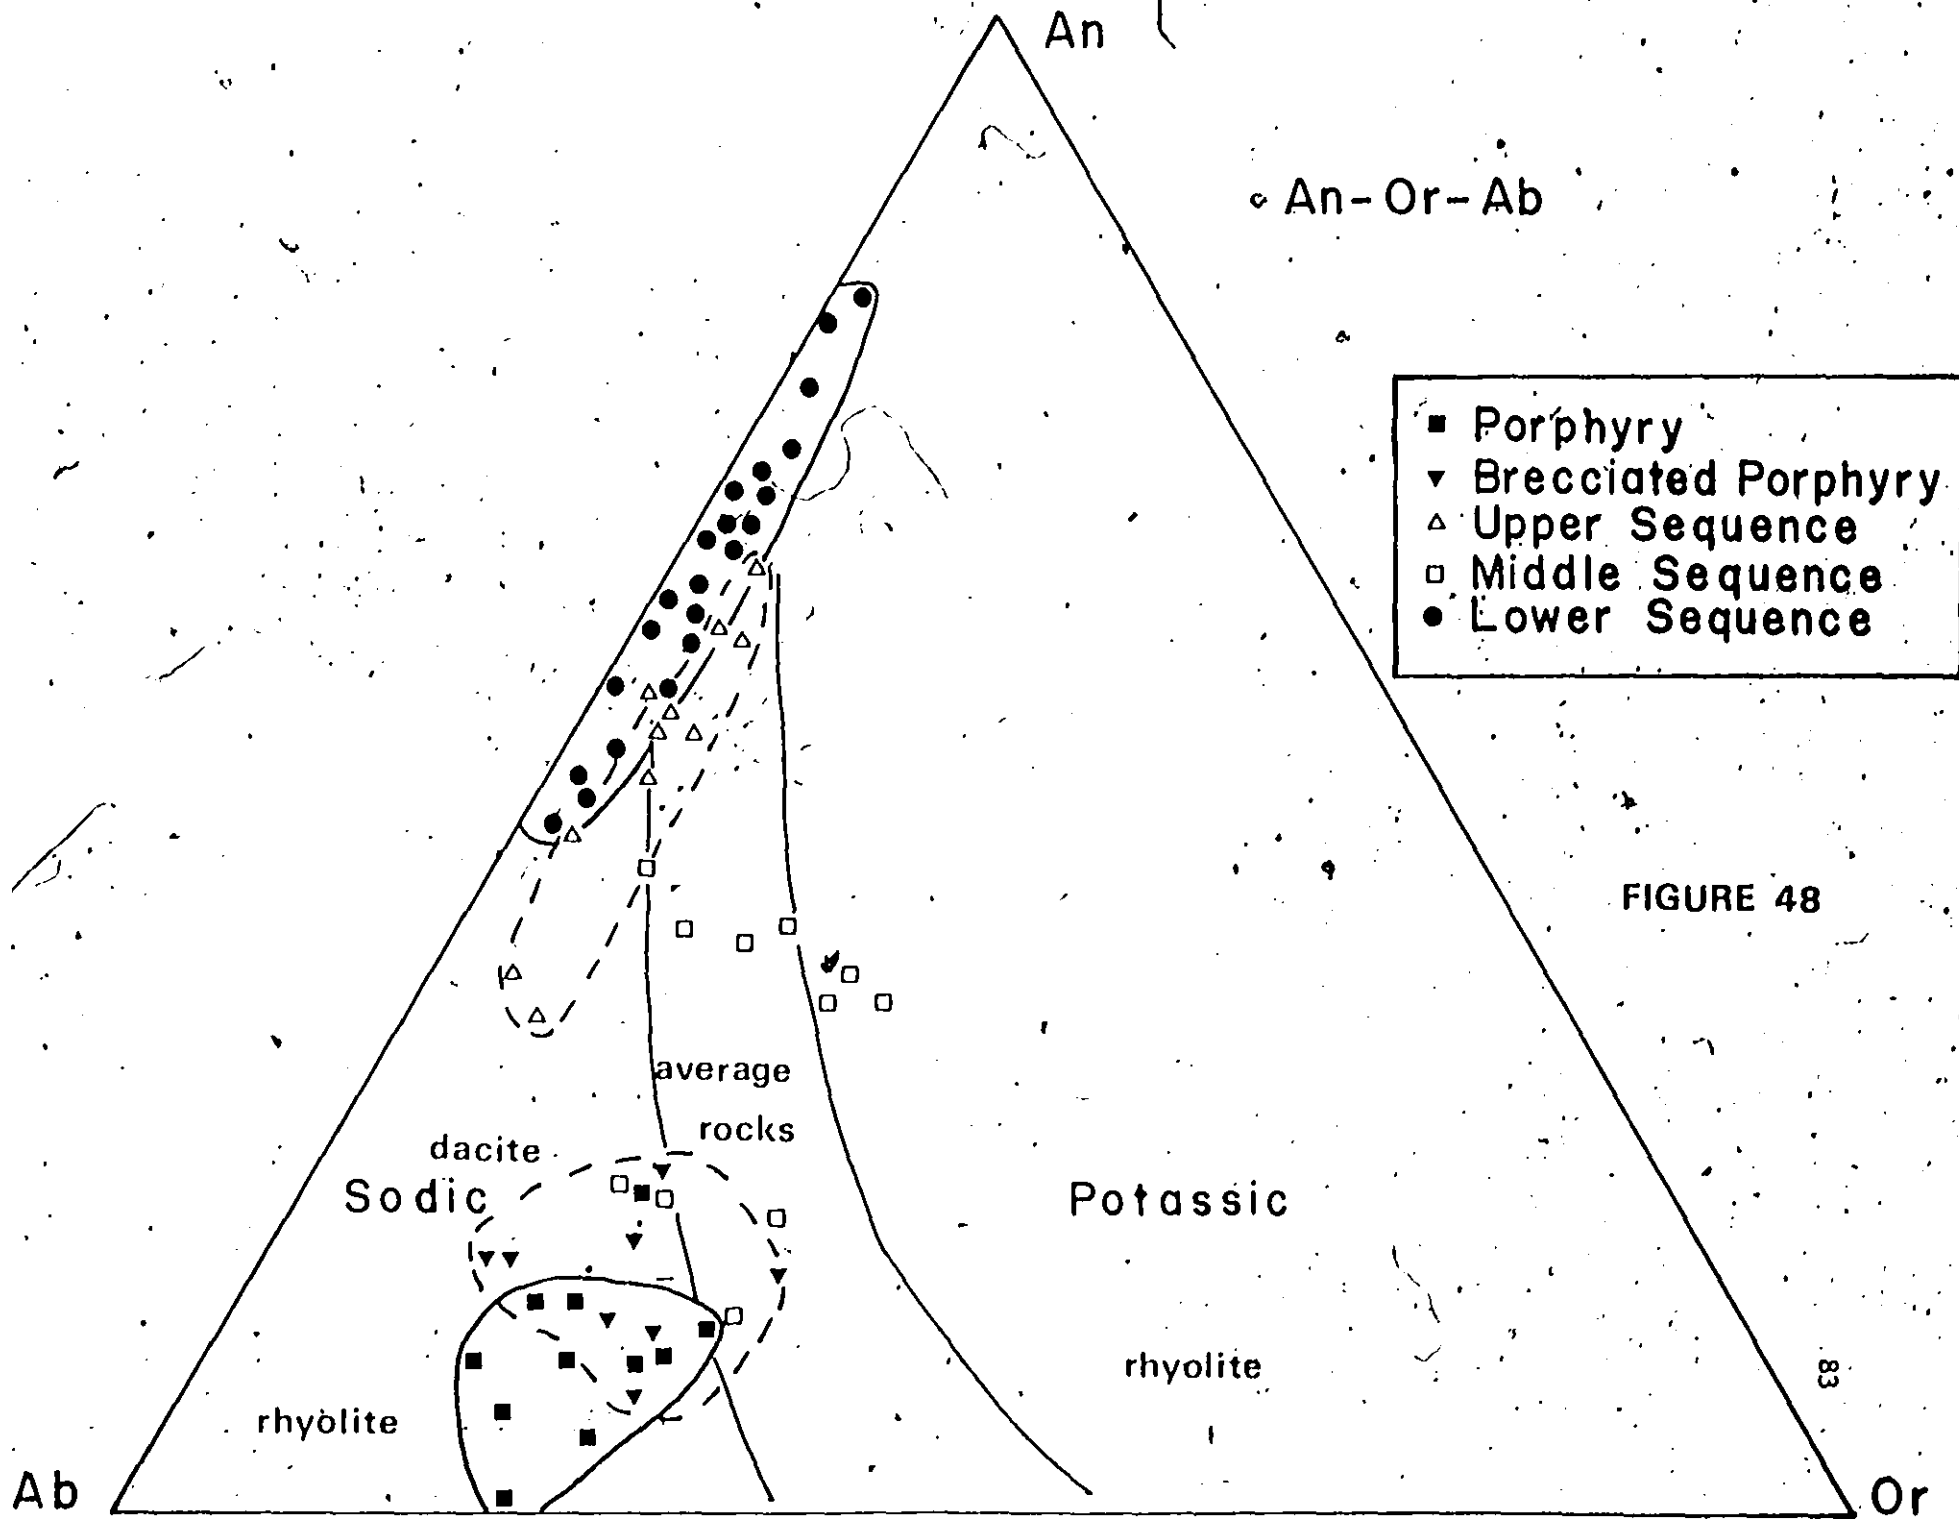 An
An-Or-Ab
Porphyry
Brecciated Porphyry
Upper Sequence
Middle Sequence
Lower Sequence
FIGURE 48
average
rocks
dacite
Sodic
Potassic
rhyolite
rhyolite
83
Ab
Or